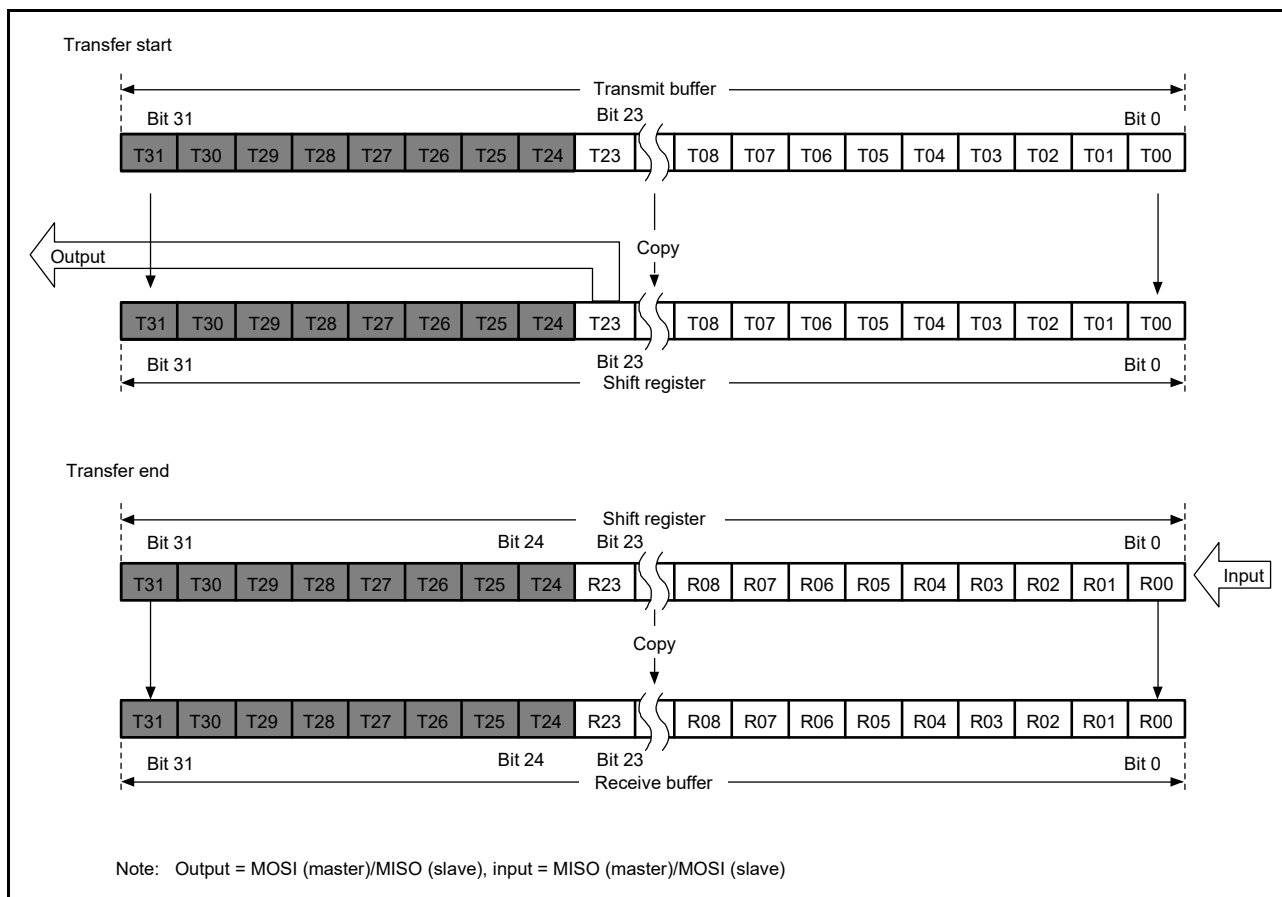 Transfer start
Transmit buffer
Bit 31 Bit 23 Bit 0
T31 T30 T29 T28 T27 T26 T25 T24 T23 T08 T07 T06 T05 T04 T03 T02 T01 T00
Output Copy
T31 T30 T29 T28 T27 T26 T25 T24 T23 T08 T07 T06 T05 T04 T03 T02 T01 T00
Bit 31 Bit 23 Bit 0
Shift register
Transfer end
Shift register
Bit 31 Bit 24 Bit 23 Bit 0
T31 T30 T29 T28 T27 T26 T25 T24 R23 R08 R07 R06 R05 R04 R03 R02 R01 R00 Input
Copy
T31 T30 T29 T28 T27 T26 T25 T24 R23 R08 R07 R06 R05 R04 R03 R02 R01 R00
Bit 31 Bit 24 Bit 23 Bit 0
Receive buffer
Note: Output = MOSI (master)/MISO (slave), input = MISO (master)/MOSI (slave)